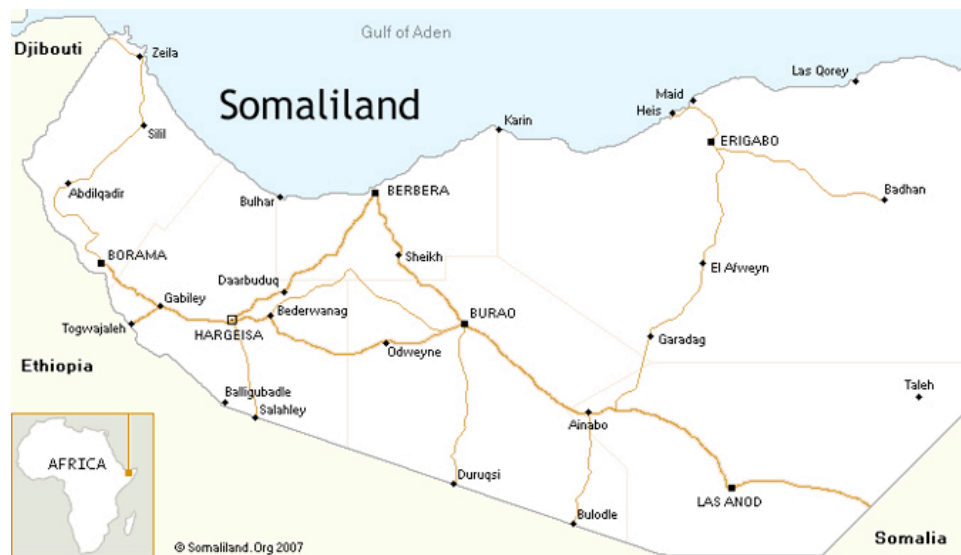 Djibouti
Zeila
Gulf of Aden
Las Qorey
Maid
Heis
Somaliland
Karin
Silil
ERIGABO
Abdilqadir
Bulhar
BERBERA
Badhan
BORAMA
Sheikh
El Afweyn
Daarbuduq
Gabiley
Bederwanag
BURAO
Togwajaleh
HARGEISA
Garadag
Odweyne
Ethiopia
Balligubadle
Taleh
Salahley
Ainabo
AFRICA
Duruqsi
LAS ANOD
Bulodle
Somalia
© Somaliland.Org 2007